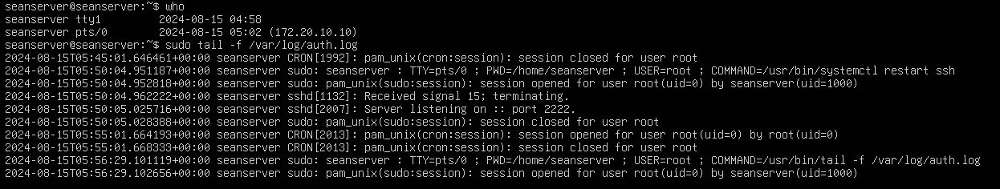 seanserver@seanserver:~$ who
seanserver tty1         2024-08-15 04:58
seanserver pts/0        2024-08-15 05:02 (172.20.10.10)
seanserver@seanserver:~$ sudo tail -f /var/log/auth.log
2024-08-15T05:45:01.646461+00:00 seanserver CRON[1992]: pam_unix(cron:session): session closed for user root
2024-08-15T05:50:04.951187+00:00 seanserver sudo: seanserver : TTY=pts/0 ; PWD=/home/seanserver ; USER=root ; COMMAND=/usr/bin/systemctl restart ssh
2024-08-15T05:50:04.952818+00:00 seanserver sudo: pam_unix(sudo:session): session opened for user root(uid=0) by seanserver(uid=1000)
2024-08-15T05:50:04.962222+00:00 seanserver sshd[1132]: Received signal 15; terminating.
2024-08-15T05:50:05.025716+00:00 seanserver sshd[2007]: Server listening on :: port 2222.
2024-08-15T05:50:05.028388+00:00 seanserver sudo: pam_unix(sudo:session): session closed for user root
2024-08-15T05:55:01.664193+00:00 seanserver CRON[2013]: pam_unix(cron:session): session opened for user root(uid=0) by root(uid=0)
2024-08-15T05:55:01.668333+00:00 seanserver CRON[2013]: pam_unix(cron:session): session closed for user root
2024-08-15T05:56:29.101119+00:00 seanserver sudo: seanserver : TTY=pts/0 ; PWD=/home/seanserver ; USER=root ; COMMAND=/usr/bin/tail -f /var/log/auth.log
2024-08-15T05:56:29.102656+00:00 seanserver sudo: pam_unix(sudo:session): session opened for user root(uid=0) by seanserver(uid=1000)